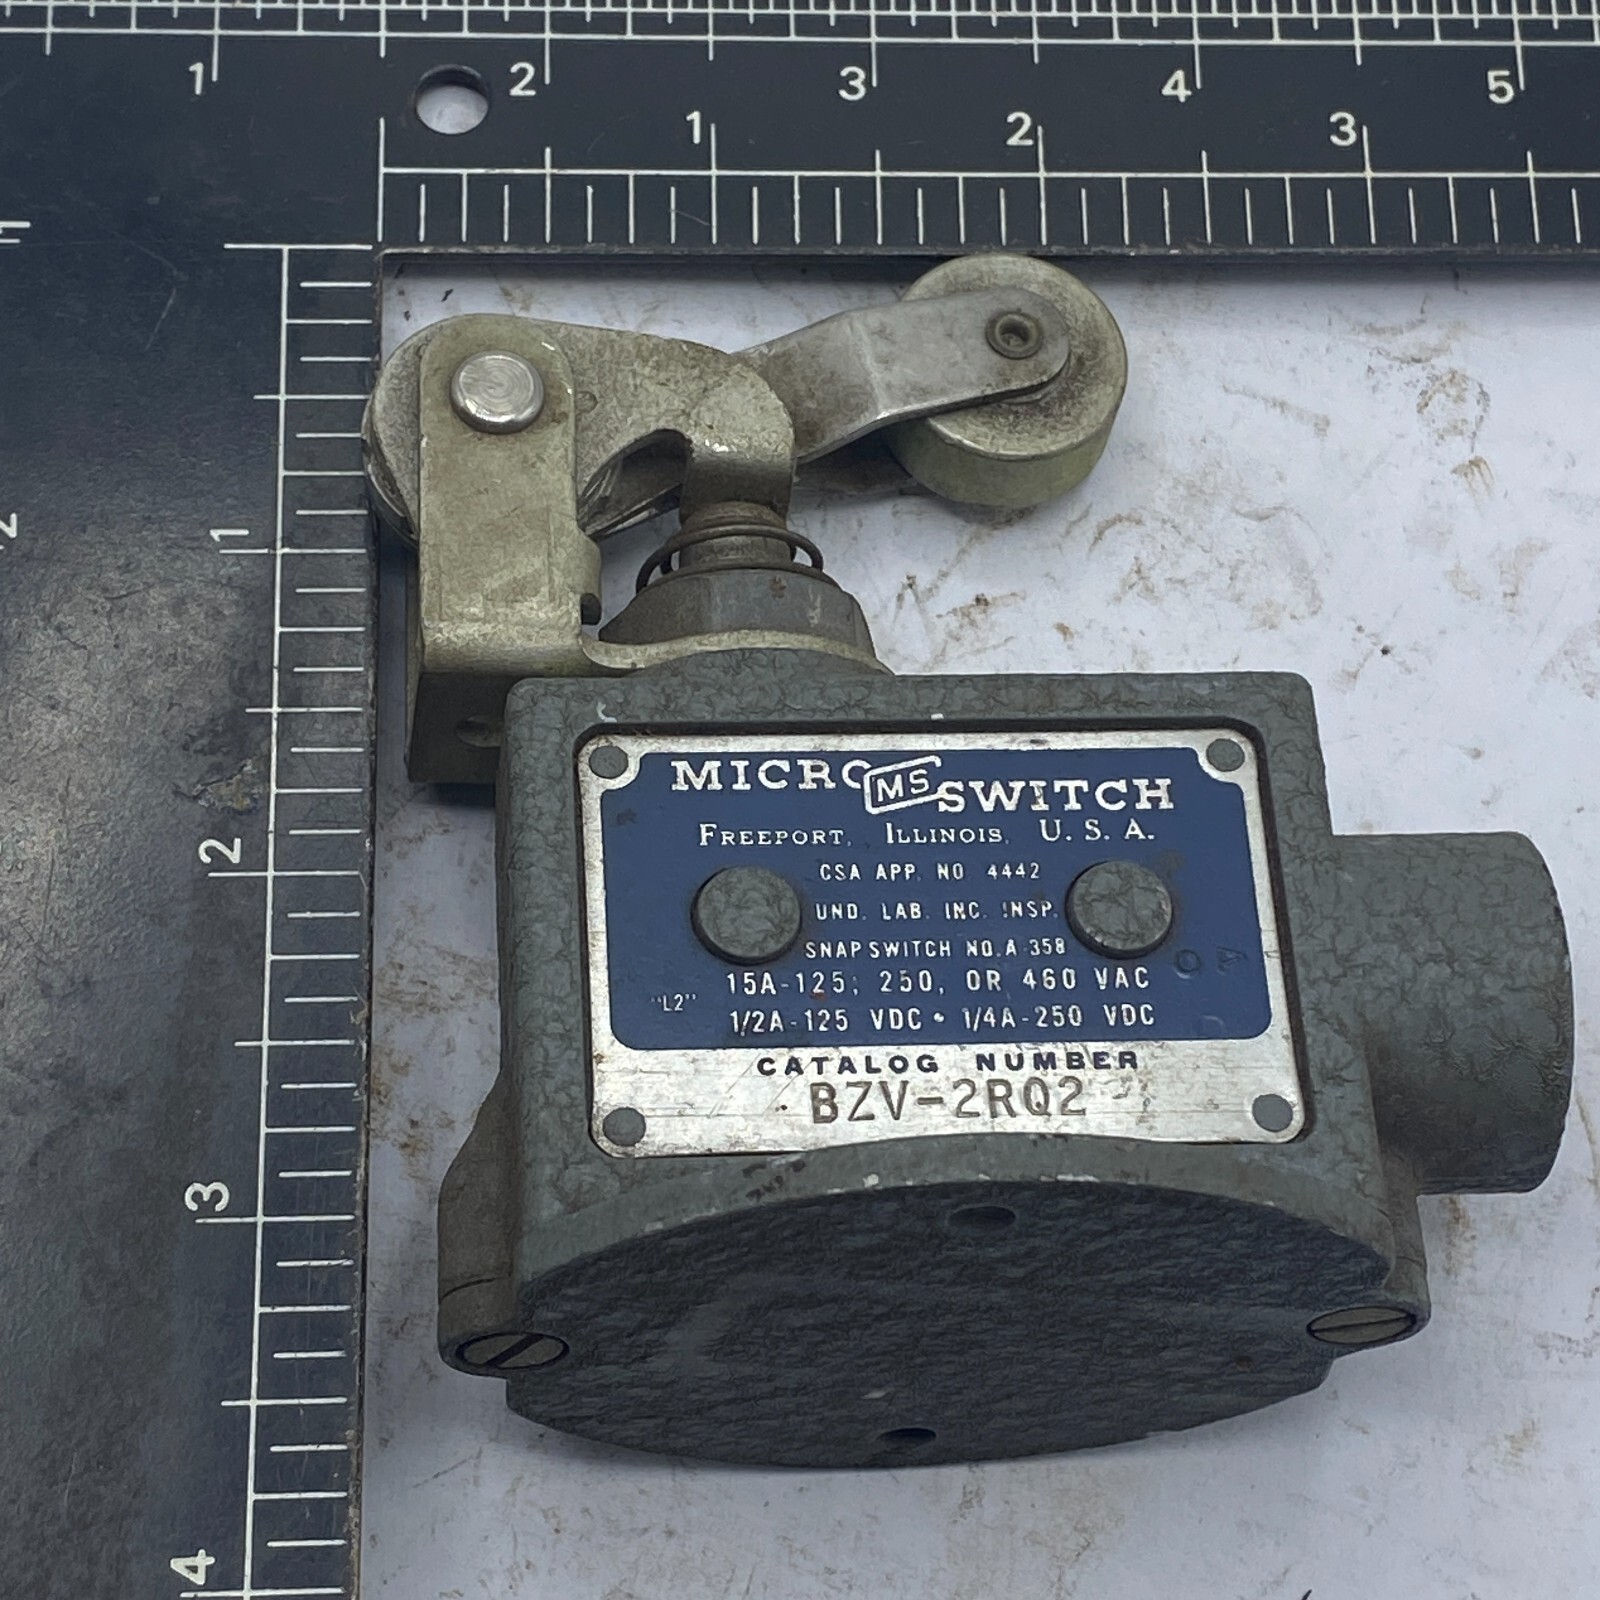 1 2 3 4 5
1 2 3
1
2
1
2
3
4
MICRO MS SWITCH
FREEPORT, ILLINOIS, U. S. A.
CSA APP. NO 4442
UND. LAB. INC. INSP.
SNAP SWITCH NO. A-358
15A-125, 250, OR 460 VAC
"L2"
1/2A-125 VDC • 1/4A-250 VDC
CATALOG NUMBER
BZV-2RQ2